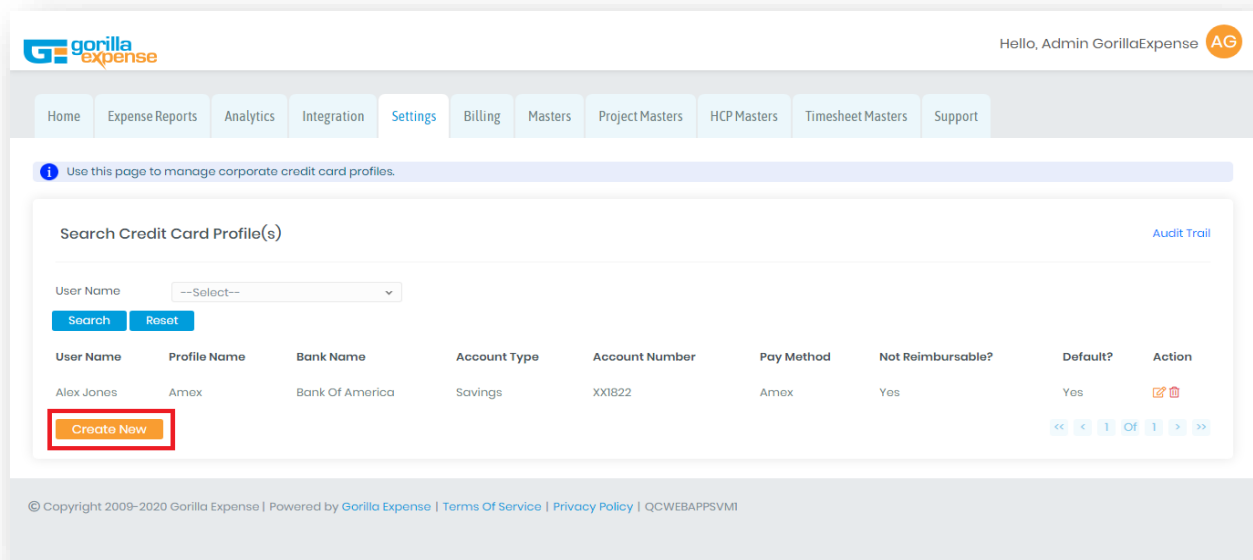 gorilla
expense
Hello, Admin GorillaExpense AG
Home Expense Reports Analytics Integration Settings Billing Masters Project Masters HCP Masters Timesheet Masters Support
i Use this page to manage corporate credit card profiles.
Search Credit Card Profile(s) Audit Trail
User Name --Select--
Search Reset
User Name Profile Name Bank Name Account Type Account Number Pay Method Not Reimbursable? Default? Action
Alex Jones Amex Bank Of America Savings XX1822 Amex Yes Yes
Create New << < 1 Of 1 > >>
© Copyright 2009-2020 Gorilla Expense | Powered by Gorilla Expense | Terms Of Service | Privacy Policy | QCWEBAPPSVM1